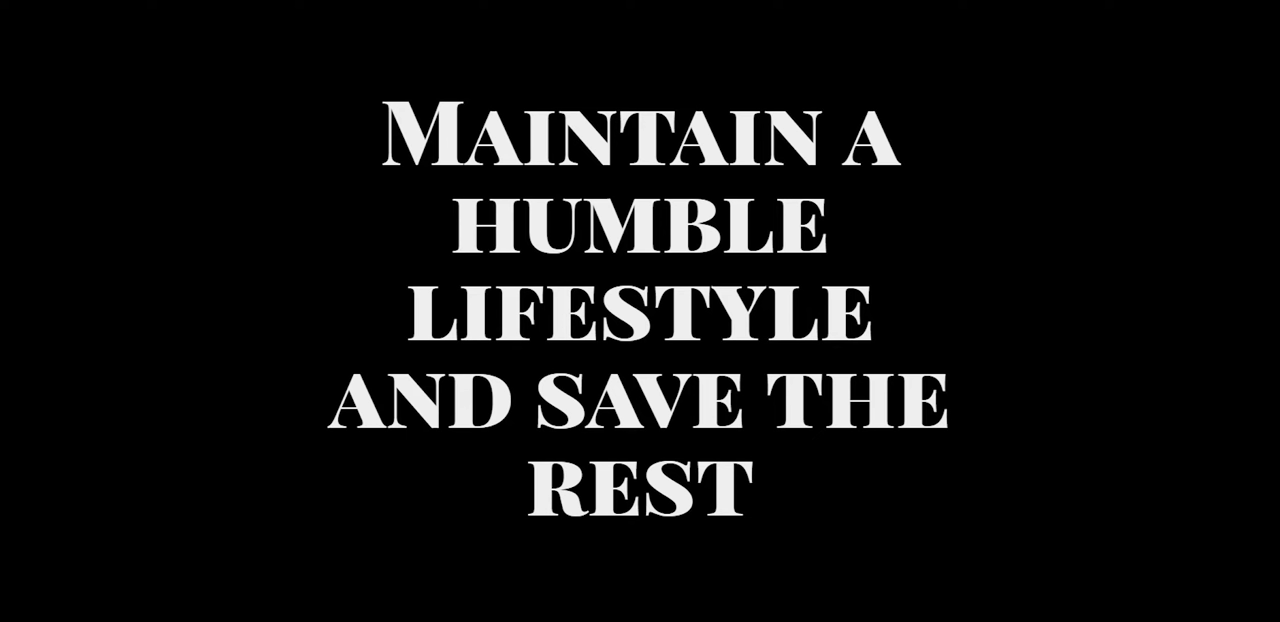 Maintain a
humble
lifestyle
and save the
rest